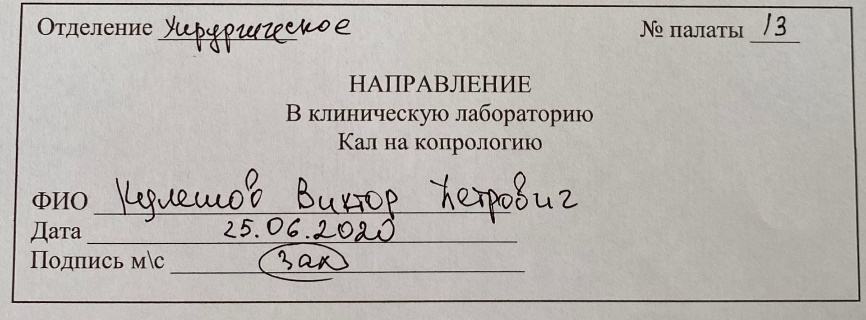 Отделение Хирургическое № палаты 13
НАПРАВЛЕНИЕ
В клиническую лабораторию
Кал на копрологию
ФИО Кулешов Виктор Петрович
Дата 25.06.2020
Подпись м\с Зак